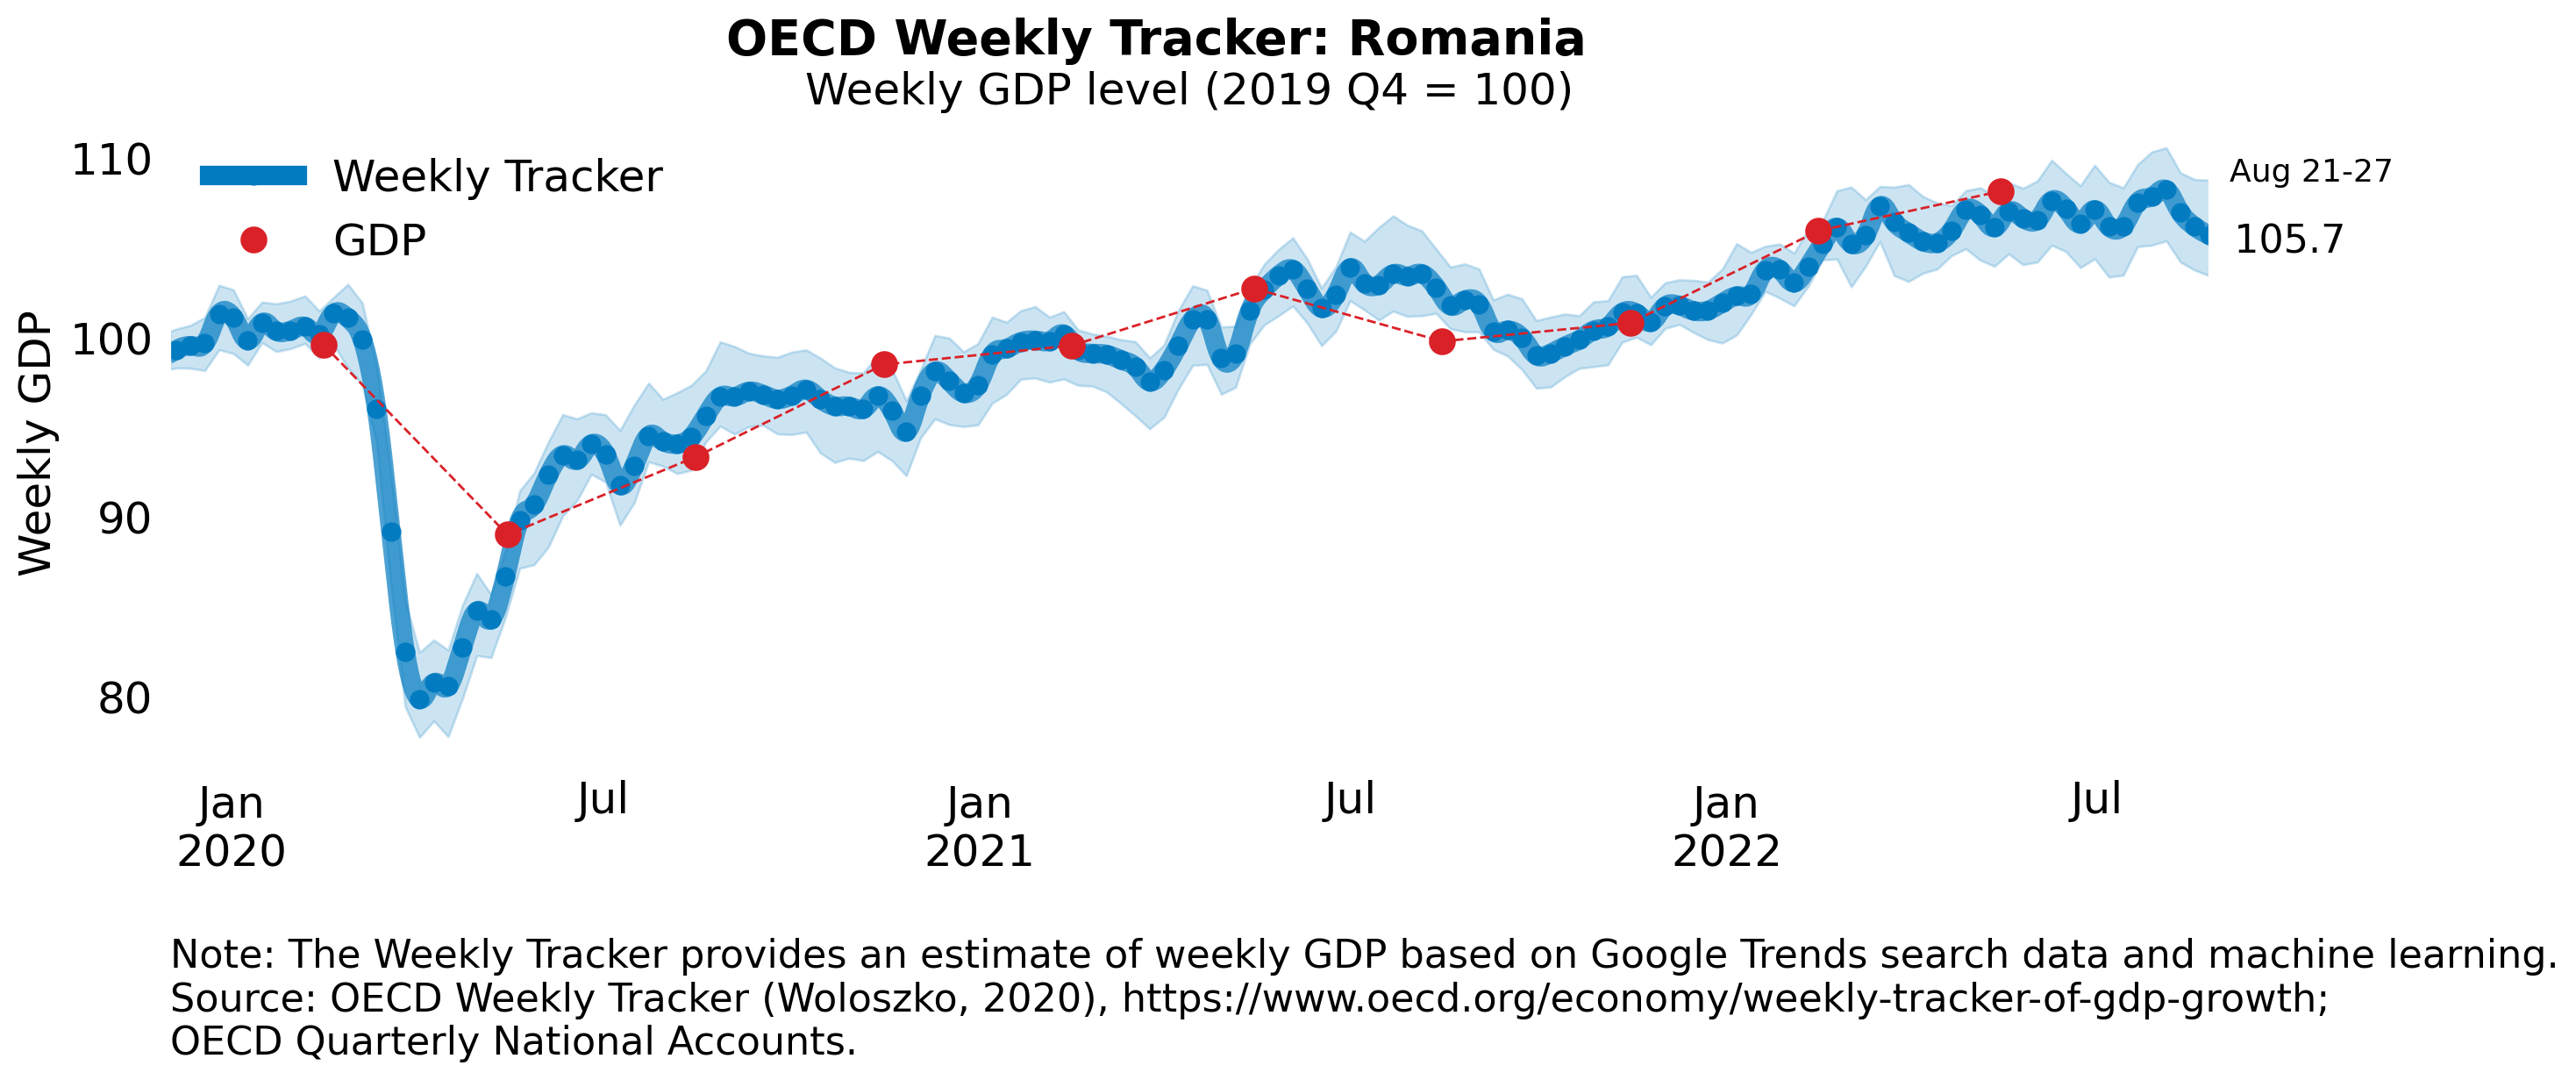 OECD Weekly Tracker: Romania
Weekly GDP level (2019 Q4 = 100)
Weekly GDP
110
100
90
80
Weekly Tracker
GDP
Aug 21-27
105.7
Jan
2020
Jul
Jan
2021
Jul
Jan
2022
Jul
Note: The Weekly Tracker provides an estimate of weekly GDP based on Google Trends search data and machine learning.
Source: OECD Weekly Tracker (Woloszko, 2020), https://www.oecd.org/economy/weekly-tracker-of-gdp-growth;
OECD Quarterly National Accounts.